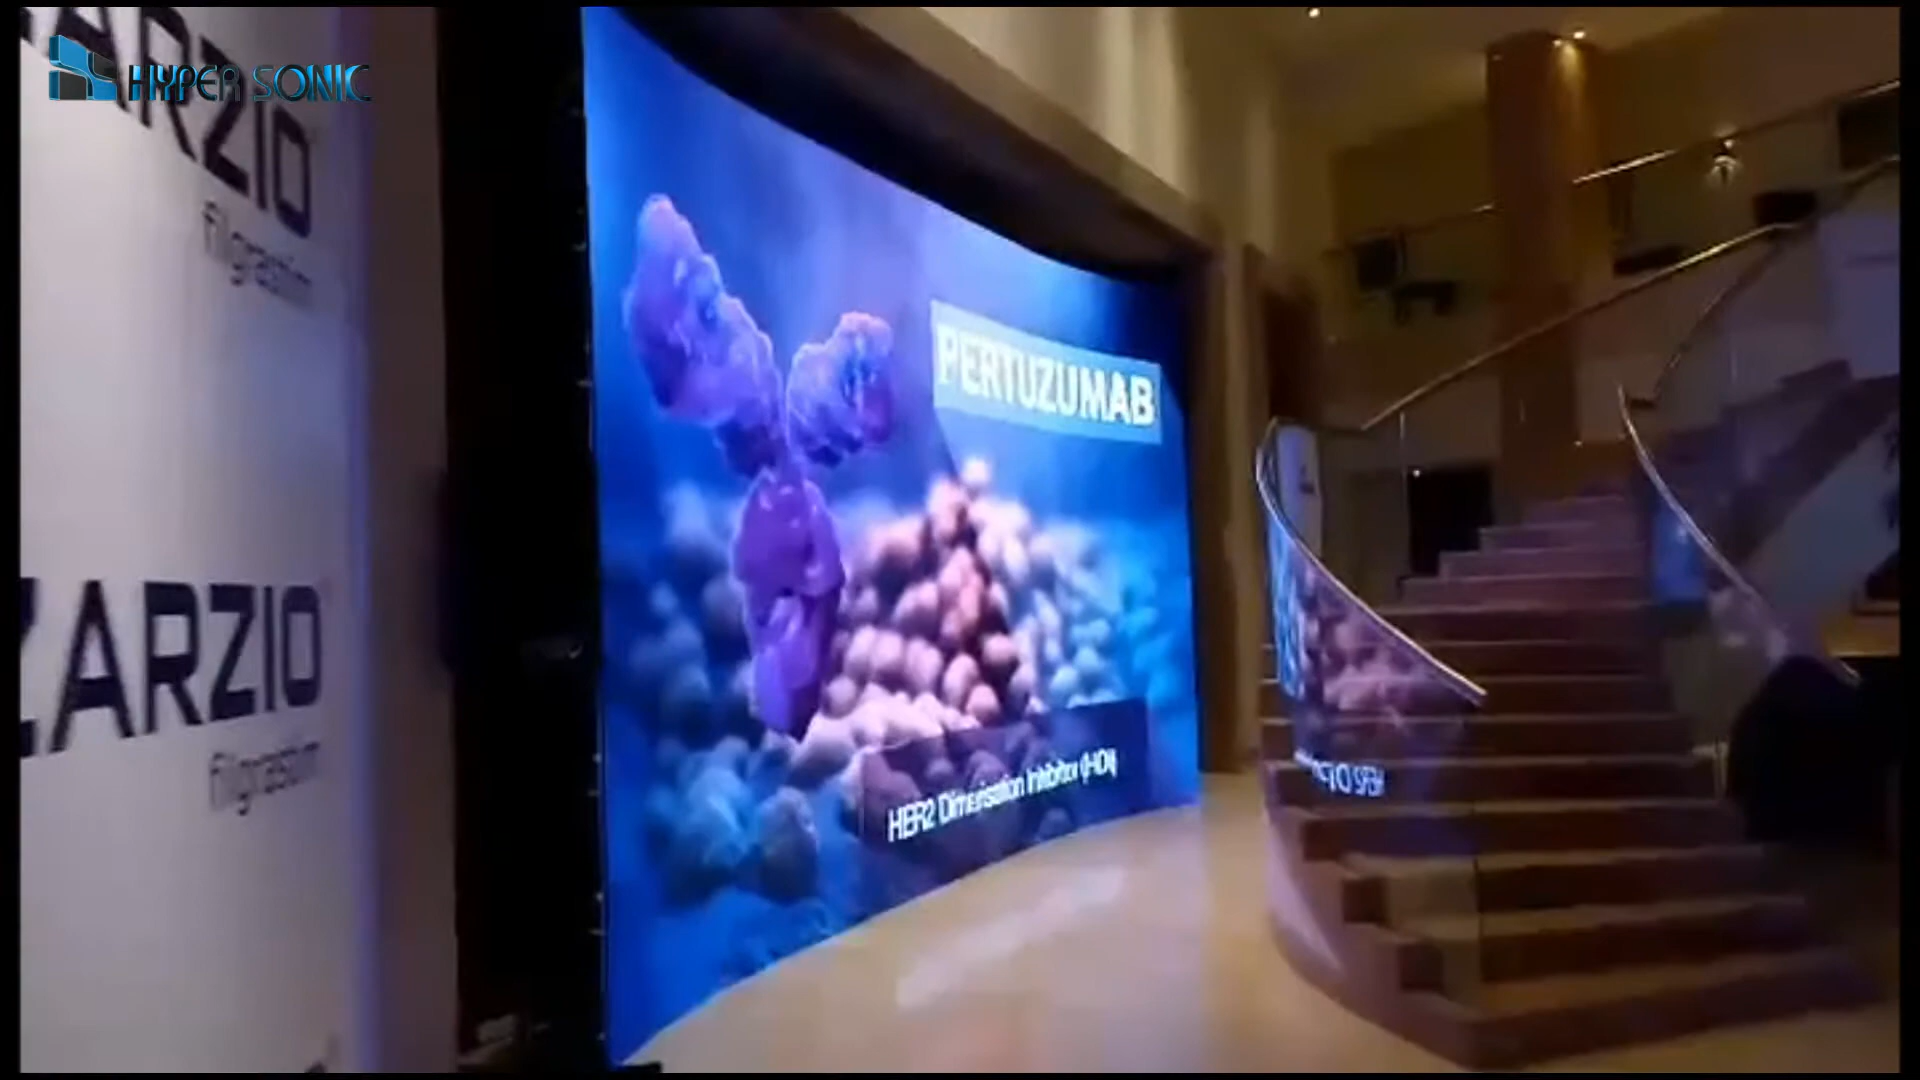 ZARZIO
filgrastim
HYPER SONIC
ZARZIO
filgrastim
PERTUZUMAB
HER2 Dimerisation Inhibitor (HDI)